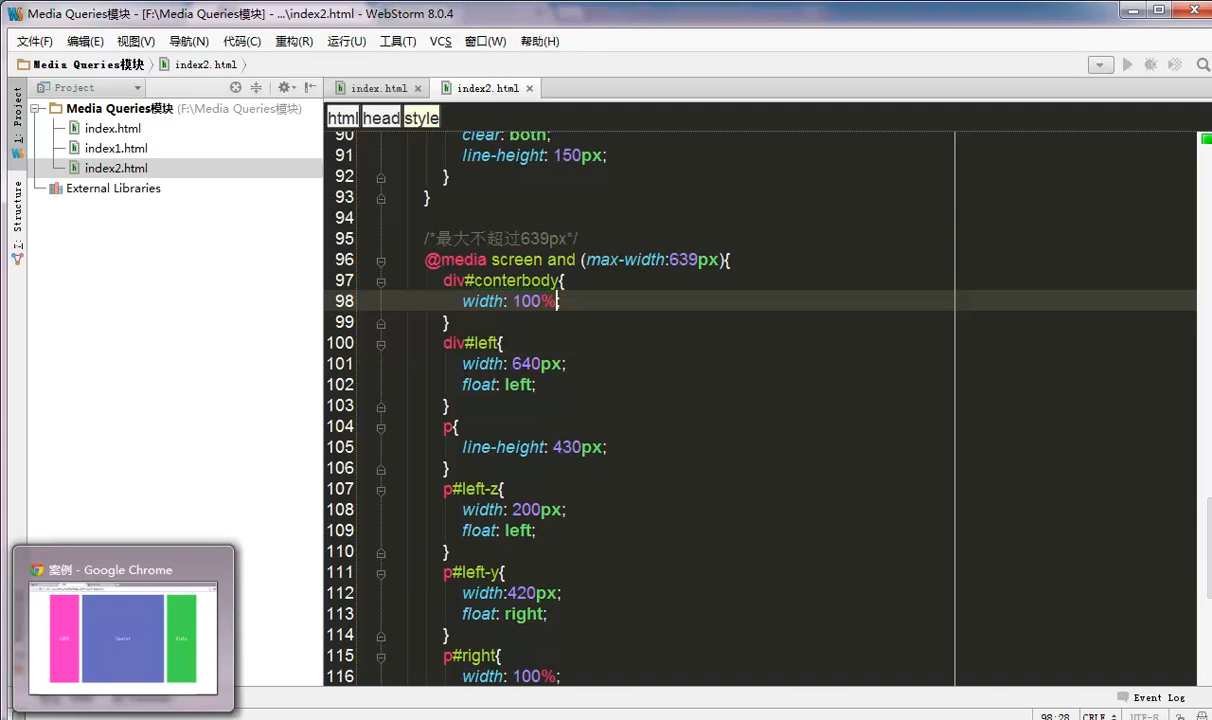 Media Queries模块 - [F:\Media Queries模块] - ...\index2.html - WebStorm 8.0.4
文件(F) 编辑(E) 视图(V) 导航(N) 代码(C) 重构(R) 运行(U) 工具(T) VCS 窗口(W) 帮助(H)
Media Queries模块 index2.html
Project
index.html
index2.html
1: Project
7: Structure
Media Queries模块 (F:\Media Queries模块)
index.html
index1.html
index2.html
External Libraries
html head style
90 clear: both;
91 line-height: 150px;
92 }
93 }
94
95 /*最大不超过639px*/
96 @media screen and (max-width:639px){
97 div#conterbody{
98 width: 100%;
99 }
100 div#left{
101 width: 640px;
102 float: left;
103 }
104 p{
105 line-height: 430px;
106 }
107 p#left-z{
108 width: 200px;
109 float: left;
110 }
111 p#left-y{
112 width:420px;
113 float: right;
114 }
115 p#right{
116 width: 100%;
案例 - Google Chrome
Event Log
98:28 CRLF UTF-8